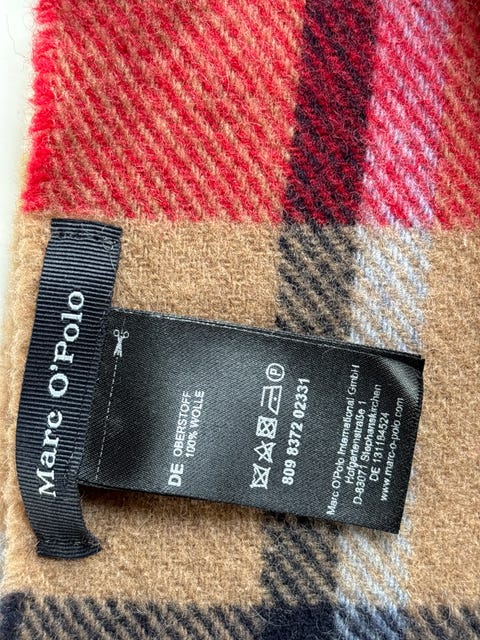 Marc O'Polo
DE OBERSTOFF
100% WOLLE
809 8372 02331
Marc O'Polo International GmbH
Hofgartenstraße 1
D-83071 Stephanskirchen
DE 131184524
www.marc-o-polo.com